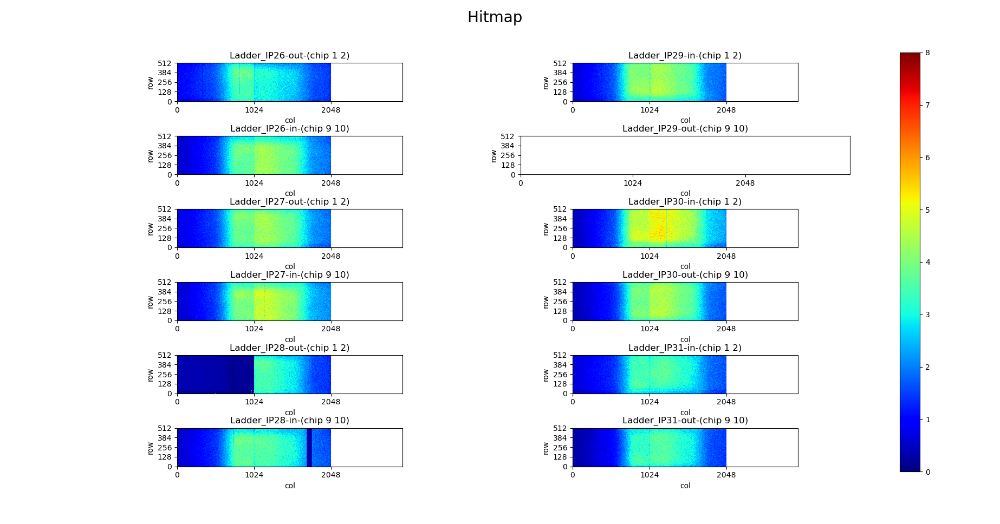 Hitmap
Ladder_IP26-out-(chip 1 2)
512
384
256
128
0
row
0 1024 2048
col
Ladder_IP26-in-(chip 9 10)
512
384
256
128
0
row
0 1024 2048
col
Ladder_IP27-out-(chip 1 2)
512
384
256
128
0
row
0 1024 2048
col
Ladder_IP27-in-(chip 9 10)
512
384
256
128
0
row
0 1024 2048
col
Ladder_IP28-out-(chip 1 2)
512
384
256
128
0
row
0 1024 2048
col
Ladder_IP28-in-(chip 9 10)
512
384
256
128
0
row
0 1024 2048
col
Ladder_IP29-in-(chip 1 2)
512
384
256
128
0
row
0 1024 2048
col
Ladder_IP29-out-(chip 9 10)
512
384
256
128
0
row
0 1024 2048
col
Ladder_IP30-in-(chip 1 2)
512
384
256
128
0
row
0 1024 2048
col
Ladder_IP30-out-(chip 9 10)
512
384
256
128
0
row
0 1024 2048
col
Ladder_IP31-in-(chip 1 2)
512
384
256
128
0
row
0 1024 2048
col
Ladder_IP31-out-(chip 9 10)
512
384
256
128
0
row
0 1024 2048
col
8
7
6
5
4
3
2
1
0